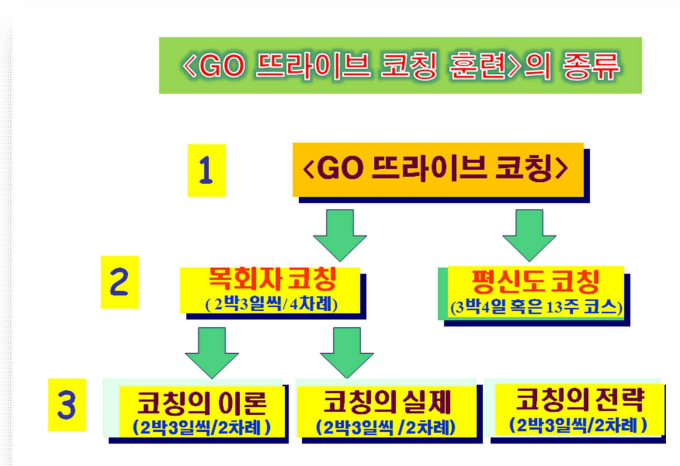 <GO 뜨라이브 코칭 훈련>의 종류
1
<GO 뜨라이브 코칭>
2
목회자 코칭
( 2박3일씩/ 4차례)
평신도 코칭
(3박4일 혹은 13주 코스)
3
코칭의 이론
(2박3일씩/2차례 )
코칭의 실제
(2박3일씩 /2차례)
코칭의 전략
(2박3일씩/2차례 )